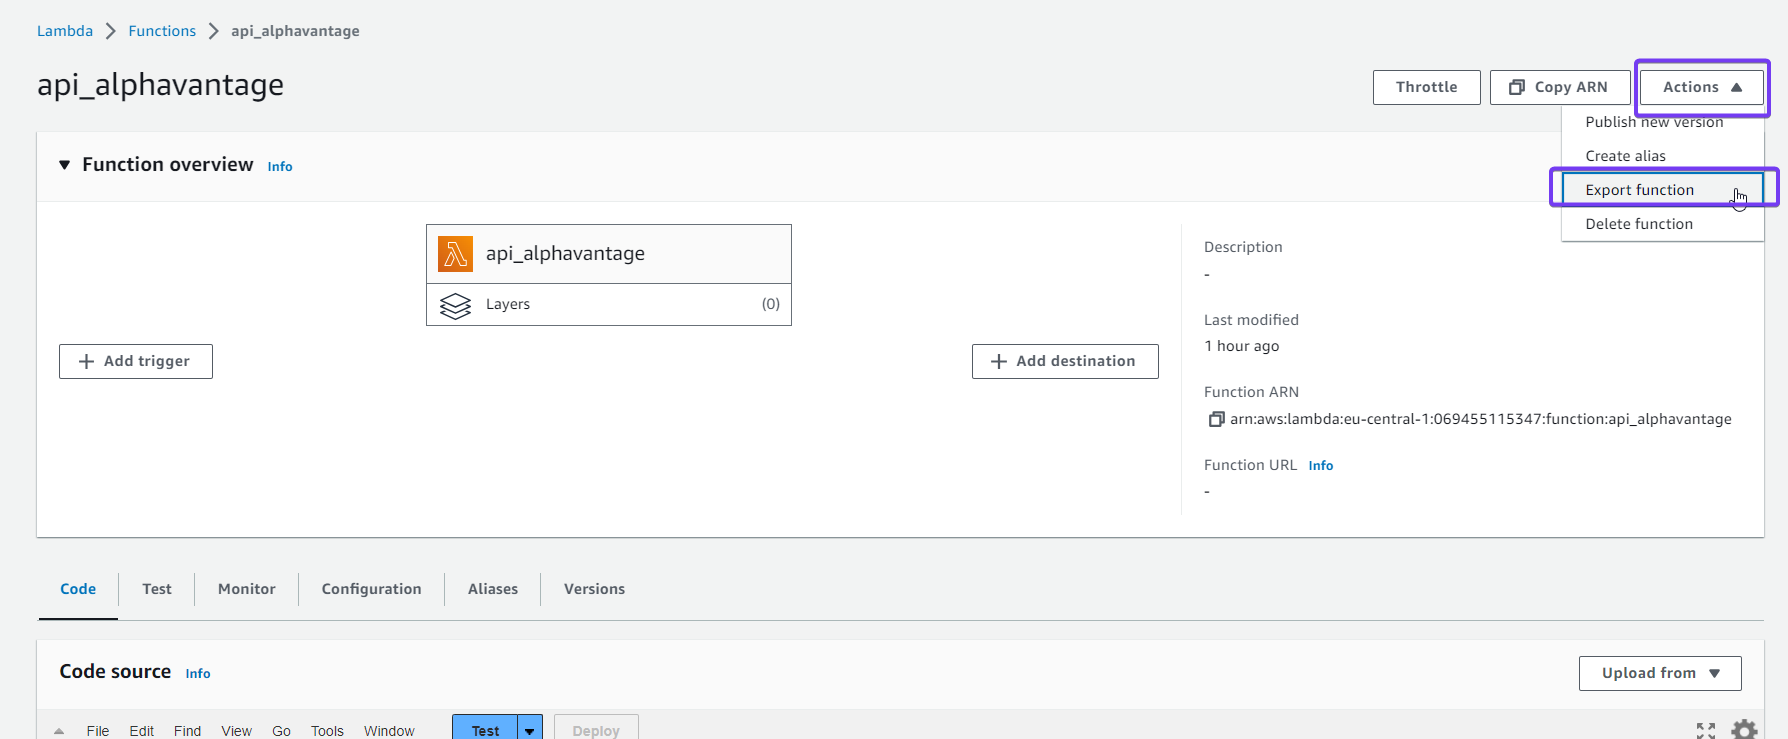 Lambda Functions api_alphavantage
api_alphavantage
Throttle Copy ARN Actions
Publish new version
Create alias
Export function
Delete function
Function overview Info
api_alphavantage
Layers (0)
+ Add trigger
+ Add destination
Description
-
Last modified
1 hour ago
Function ARN
arn:aws:lambda:eu-central-1:069455115347:function:api_alphavantage
Function URL Info
-
Code Test Monitor Configuration Aliases Versions
Code source Info
Upload from
File Edit Find View Go Tools Window Test Deploy